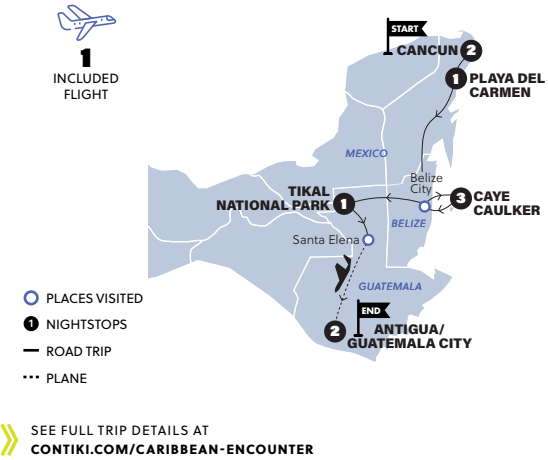 1
INCLUDED
FLIGHT
START
CANCUN 2
1 PLAYA DEL
CARMEN
MEXICO
Belize
City
TIKAL
NATIONAL PARK 1
3 CAYE
CAULKER
BELIZE
Santa Elena
GUATEMALA
END
2 ANTIGUA/
GUATEMALA CITY
PLACES VISITED
1 NIGHTSTOPS
ROAD TRIP
PLANE
SEE FULL TRIP DETAILS AT
CONTIKI.COM/CARIBBEAN-ENCOUNTER